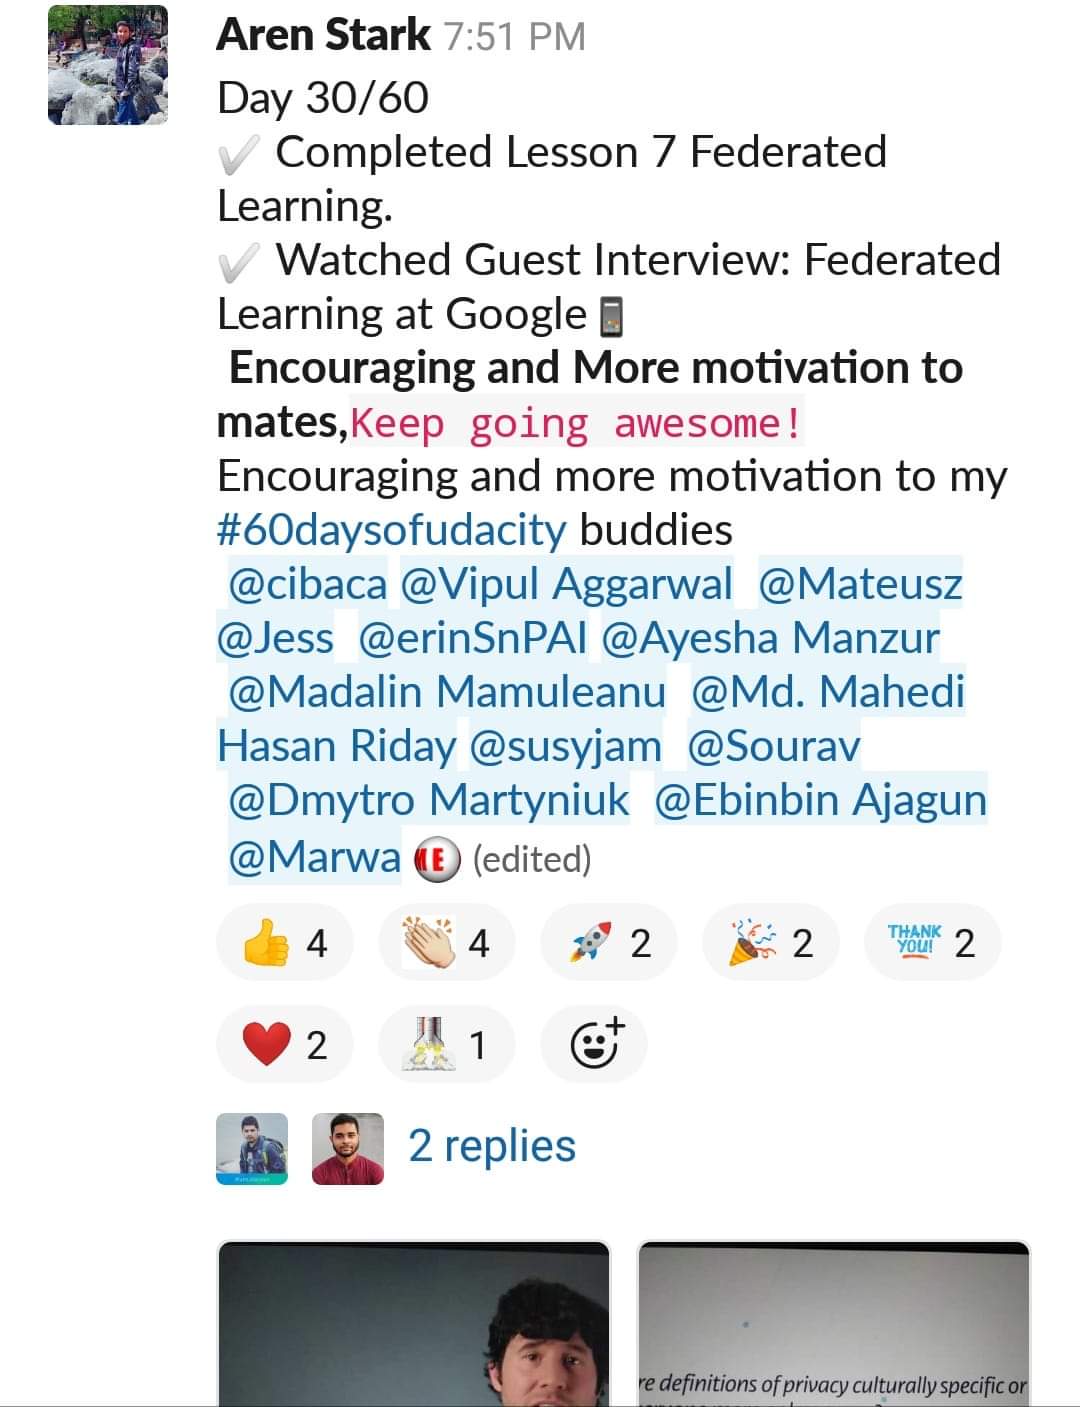 Aren Stark 7:51 PM
Day 30/60
Completed Lesson 7 Federated
Learning.
Watched Guest Interview: Federated
Learning at Google
Encouraging and More motivation to
mates,Keep going awesome!
Encouraging and more motivation to my
#60daysofudacity buddies
@cibaca @Vipul Aggarwal @Mateusz
@Jess @erinSnPAI @Ayesha Manzur
@Madalin Mamuleanu @Md. Mahedi
Hasan Riday @susyjam @Sourav
@Dmytro Martyniuk @Ebinbin Ajagun
@Marwa (edited)
4 4 2 2 THANK YOU! 2
2 1
2 replies
re definitions of privacy culturally specific or